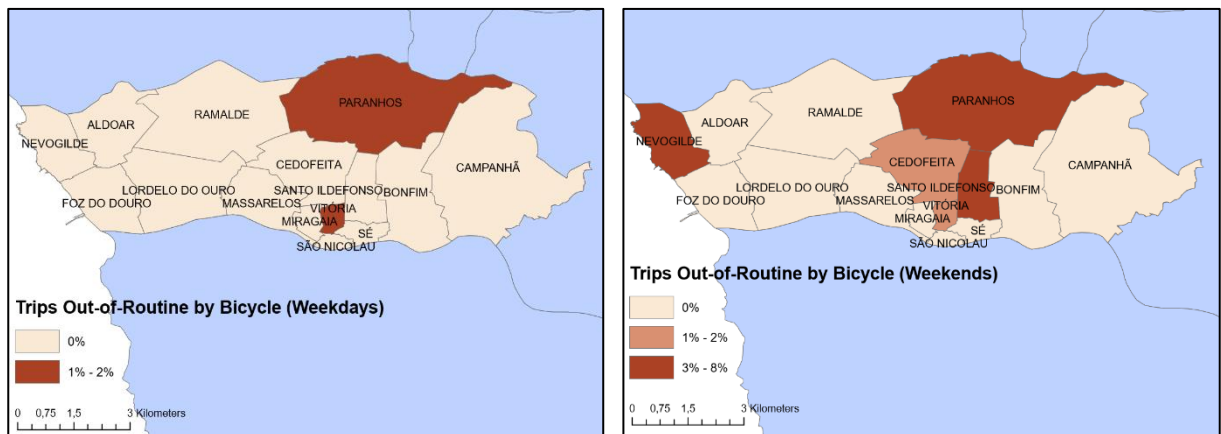 PARANHOS
RAMALDE
ALDOAR
NEVOGILDE
CEDOFEITA
CAMPANHÃ
LORDELO DO OURO
SANTO ILDEFONSO
BONFIM
FOZ DO DOURO
MASSARELOS
VITÓRIA
MIRAGAIA
SÉ
SÃO NICOLAU
Trips Out-of-Routine by Bicycle (Weekdays)
0%
1% - 2%
0 0,75 1,5 3 Kilometers
PARANHOS
RAMALDE
ALDOAR
NEVOGILDE
CEDOFEITA
CAMPANHÃ
LORDELO DO OURO
SANTO ILDEFONSO
BONFIM
FOZ DO DOURO
MASSARELOS
VITÓRIA
MIRAGAIA
SÉ
SÃO NICOLAU
Trips Out-of-Routine by Bicycle (Weekends)
0%
1% - 2%
3% - 8%
0 0,75 1,5 3 Kilometers